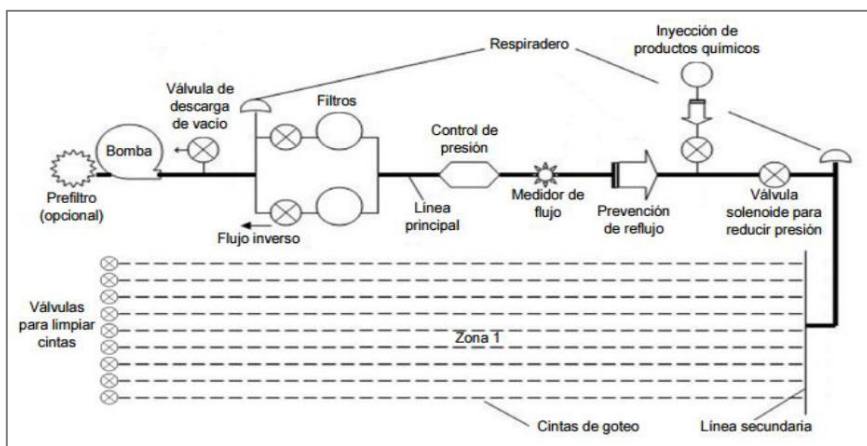 Respiradero
Inyección de
productos químicos
Válvula de
descarga
de vacio
Filtros
Control de
presión
Bomba
Prefiltro
(opcional)
Flujo inverso
Línea
principal
Medidor
de flujo
Prevención
de reflujo
Válvula
solenoide para
reducir presión
Válvulas
para limpiar
cintas
Zona 1
Cintas de goteo
Línea secundaria